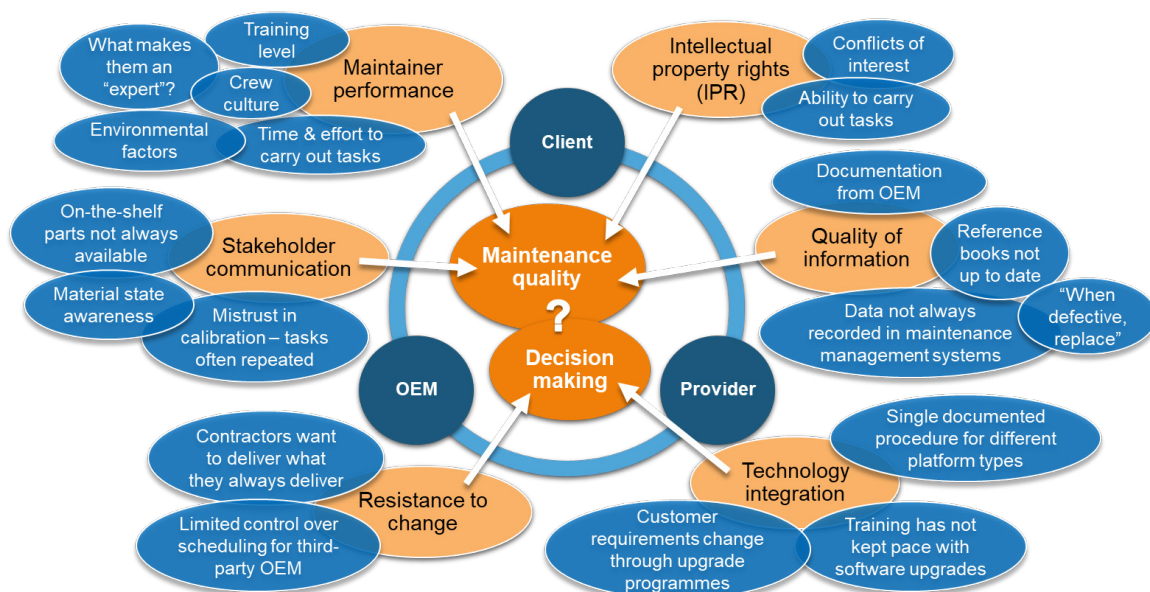 What makes
them an
“expert”?
Training
level
Crew
culture
Environmental
factors
Time & effort to
carry out tasks
Maintainer
performance
Intellectual
property rights
(IPR)
Conflicts of
interest
Ability to carry
out tasks
Client
Documentation
from OEM
Quality of
information
Reference
books not
up to date
“When
defective,
replace”
Data not always
recorded in maintenance
management systems
On-the-shelf
parts not always
available
Stakeholder
communication
Material state
awareness
Mistrust in
calibration – tasks
often repeated
Maintenance
quality
?
Decision
making
OEM
Provider
Contractors want
to deliver what
they always deliver
Resistance to
change
Limited control over
scheduling for third-
party OEM
Single documented
procedure for different
platform types
Technology
integration
Customer
requirements change
through upgrade
programmes
Training has not
kept pace with
software upgrades